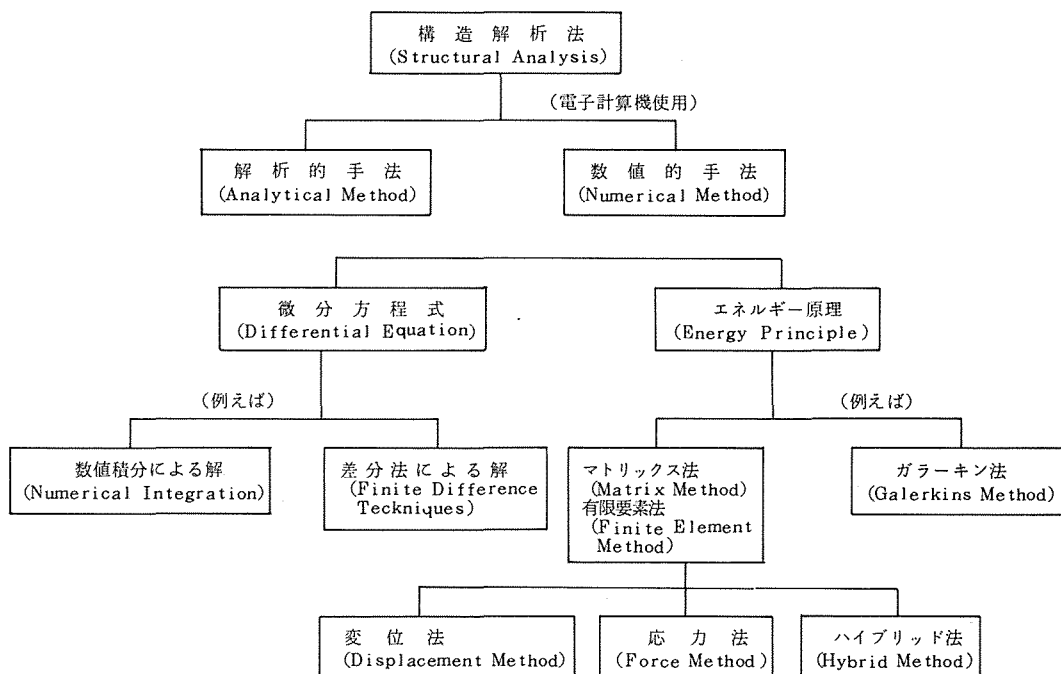 構造解析法
(Structural Analysis)
(電子計算機使用)
解析的手法
(Analytical Method)
数値的手法
(Numerical Method)
微分方程式
(Differential Equation)
エネルギー原理
(Energy Principle)
(例えば)
(例えば)
数値積分による解
(Numerical Integration)
差分法による解
(Finite Difference
Teckniques)
マトリックス法
(Matrix Method)
有限要素法
(Finite Element
Method)
ガラーキン法
(Galerkins Method)
変位法
(Displacement Method)
応力法
(Force Method)
ハイブリッド法
(Hybrid Method)